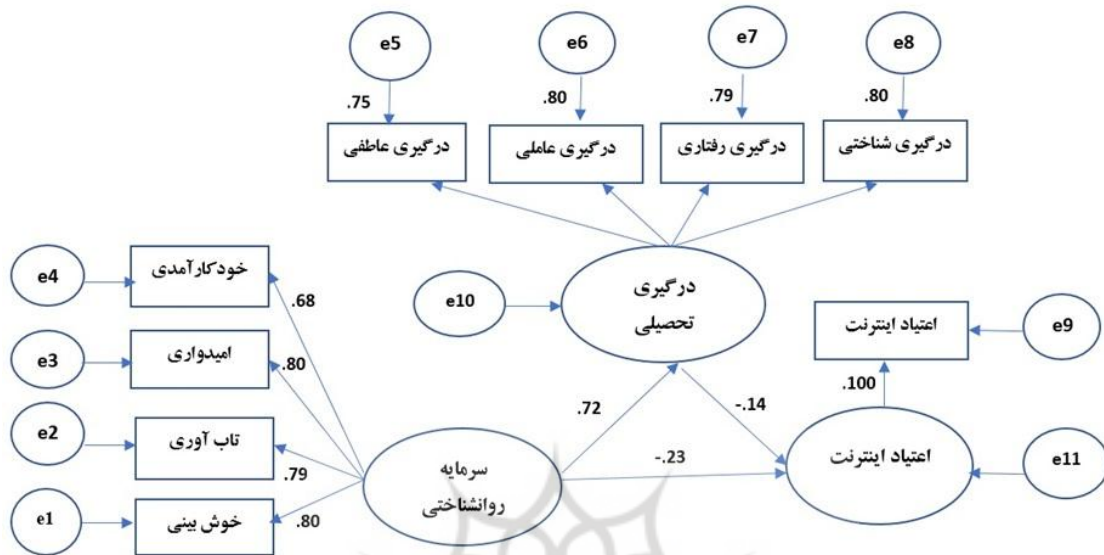 e5
e6
e7
e8
.75
.80
.79
.80
درگیری عاطفی
درگیری عاملی
درگیری رفتاری
درگیری شناختی
e4
خودکارآمدی
.68
e10
درگیری
تحصیلی
اعتیاد اینترنت
e9
e3
امیدواری
.80
.100
e2
تاب آوری
.79
.72
-.14
سرمایه
روانشناختی
-.23
اعتیاد اینترنت
e11
e1
خوش بینی
.80